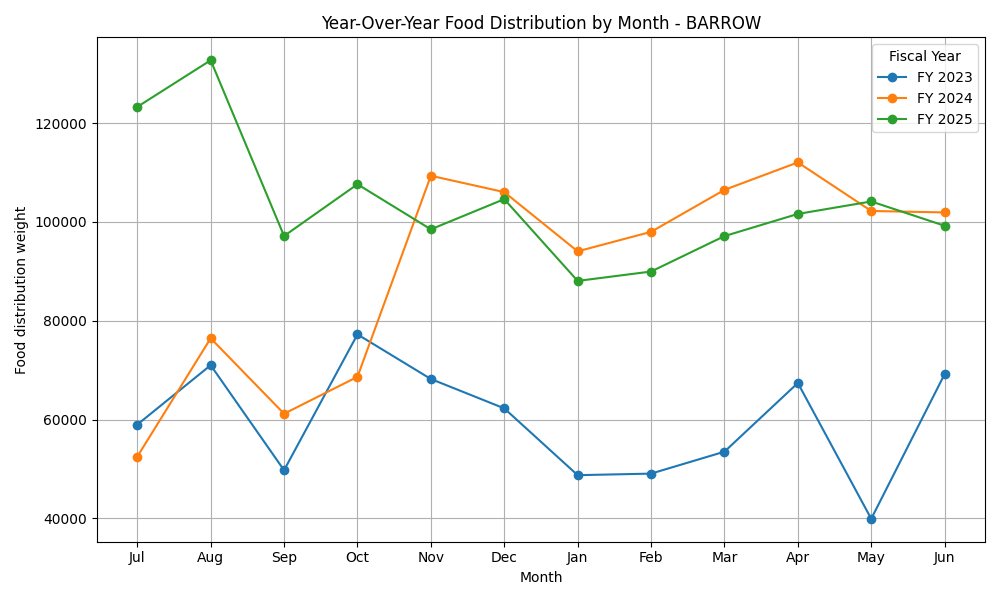 Year-Over-Year Food Distribution by Month - BARROW
Fiscal Year
FY 2023
FY 2024
FY 2025
Food distribution weight
120000
100000
80000
60000
40000
Jul Aug Sep Oct Nov Dec Jan Feb Mar Apr May Jun
Month